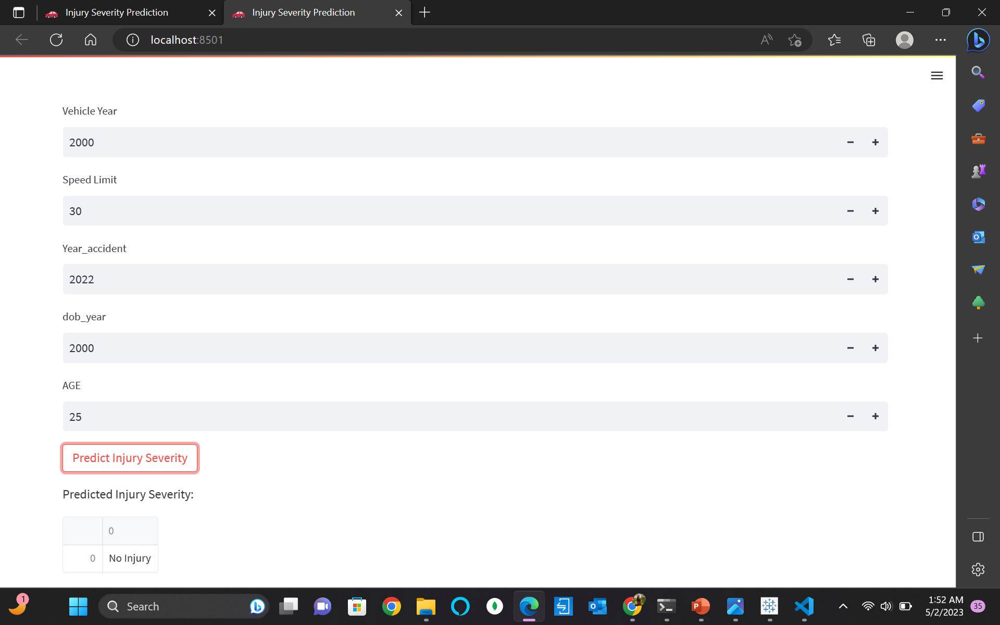 Injury Severity Prediction
Injury Severity Prediction
localhost:8501
Vehicle Year
2000
Speed Limit
30
Year_accident
2022
dob_year
2000
AGE
25
Predict Injury Severity
Predicted Injury Severity:
0
0 No Injury
1
Search
1:52 AM
5/2/2023
35